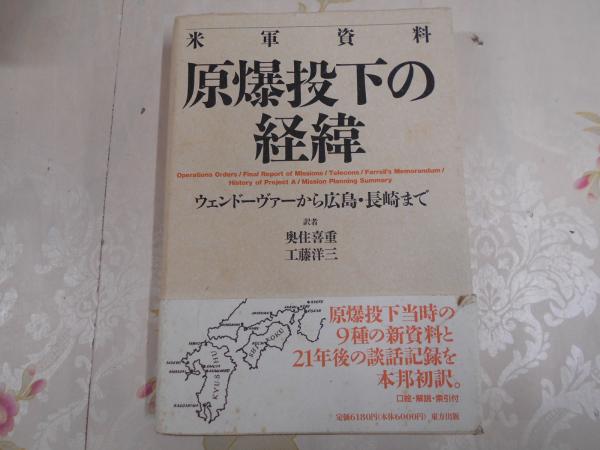 米軍資料
原爆投下の
経緯
Operations Orders / Final Report of Missions / Telecons / Farrell's Memorandum /
History of Project A / Mission Planning Summary
ウェンドーヴァーから広島・長崎まで
訳者
奥住喜重
工藤洋三
原爆投下当時の
9種の新資料と
21年後の談話記録を
本邦初訳。
口絵・解説・索引付
定価6180円(本体6000円) 東方出版
SHIKOKU
KYUSHU